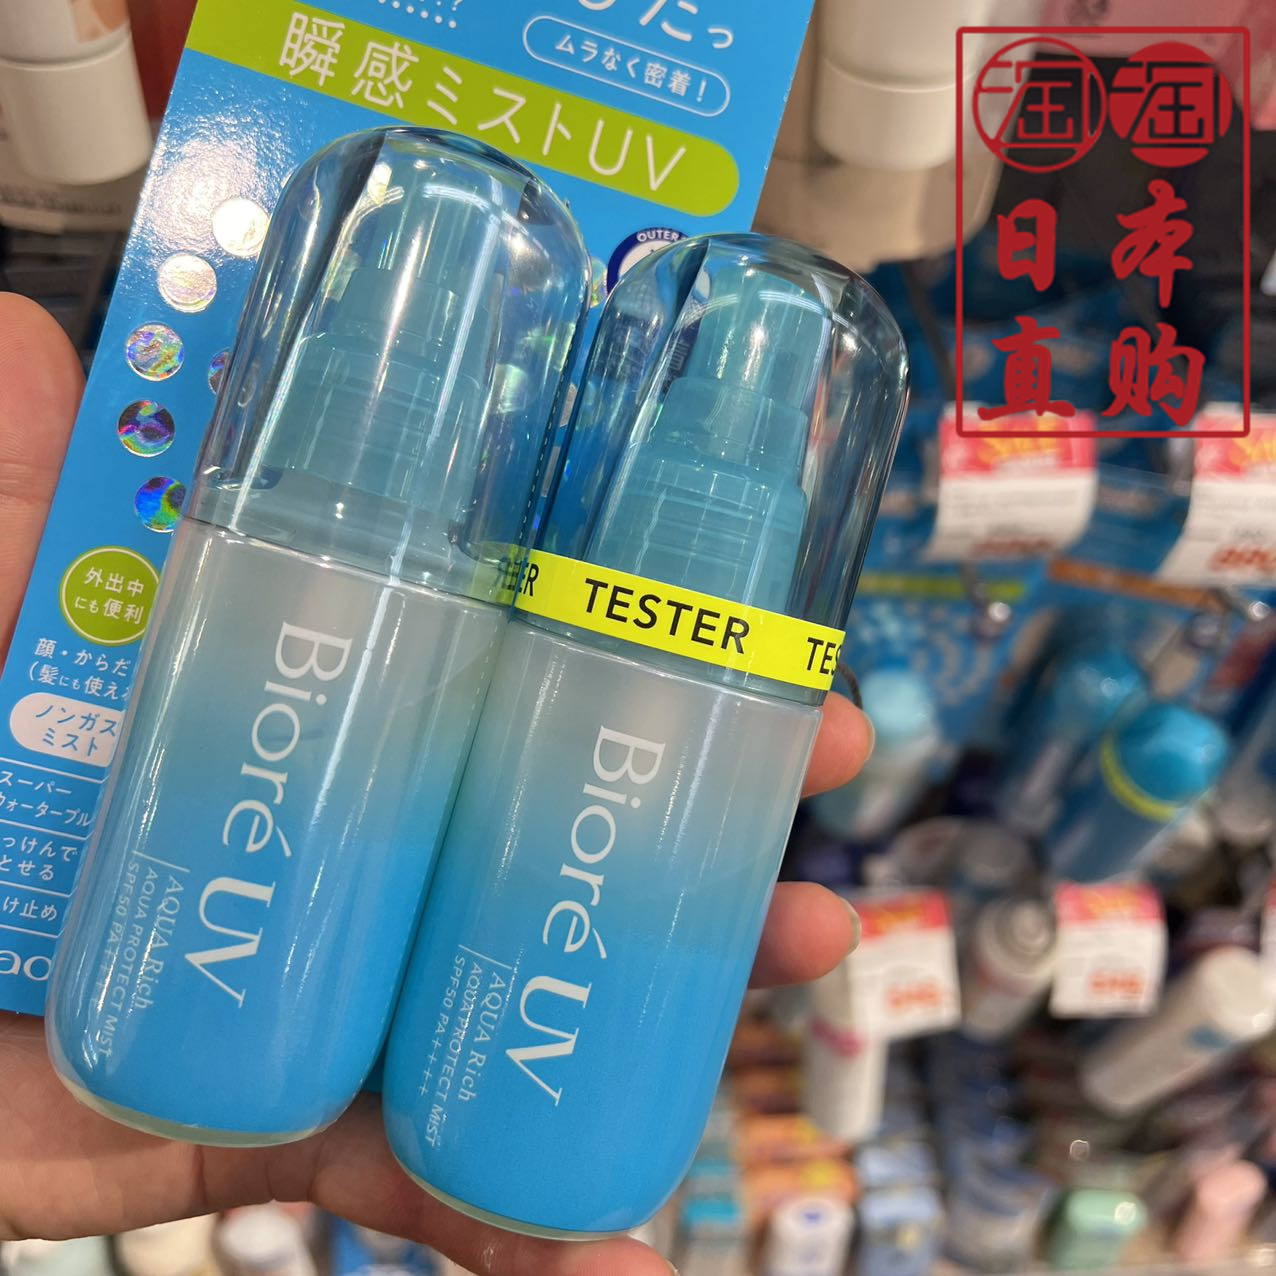 ムラなく密着!
瞬感ミストUV
OUTER
外出中
にも便利
顔・からだ
(髪にも使え
ノンガス
ミスト
スーパー
ウォータープル
っけんで
とせる
け止め
ao
Bioré UV
AQUA Rich
AQUA PROTECT MIST
SPF50 PA++++
TESTER
TES
Bioré UV
AQUA Rich
AQUA PROTECT MIST
SPF50 PA++++
淘淘
日本
直购